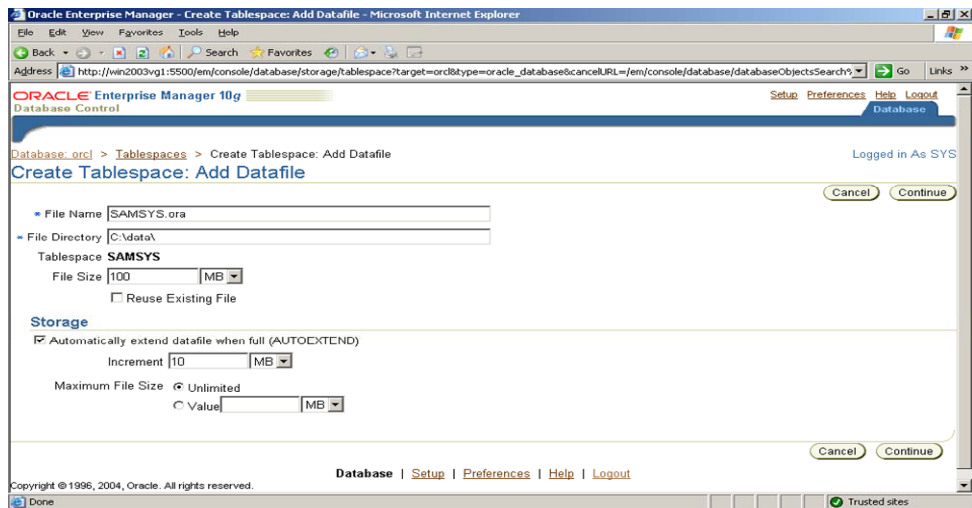 Oracle Enterprise Manager - Create Tablespace: Add Datafile - Microsoft Internet Explorer
File Edit View Favorites Tools Help
Back Search Favorites
Address http://win2003vg1:5500/em/console/database/storage/tablespace?target=orcl&type=oracle_database&cancelURL=/em/console/database/databaseObjectsSearch% Go Links »
ORACLE Enterprise Manager 10g
Database Control
Setup Preferences Help Logout
Database
Database: orcl > Tablespaces > Create Tablespace: Add Datafile
Logged in As SYS
Create Tablespace: Add Datafile
Cancel Continue
* File Name SAMSYS.ora
* File Directory C:\data\
Tablespace SAMSYS
File Size 100 MB
Reuse Existing File
Storage
Automatically extend datafile when full (AUTOEXTEND)
Increment 10 MB
Maximum File Size Unlimited
Value MB
Cancel Continue
Database | Setup | Preferences | Help | Logout
Copyright © 1996, 2004, Oracle. All rights reserved.
Done
Trusted sites